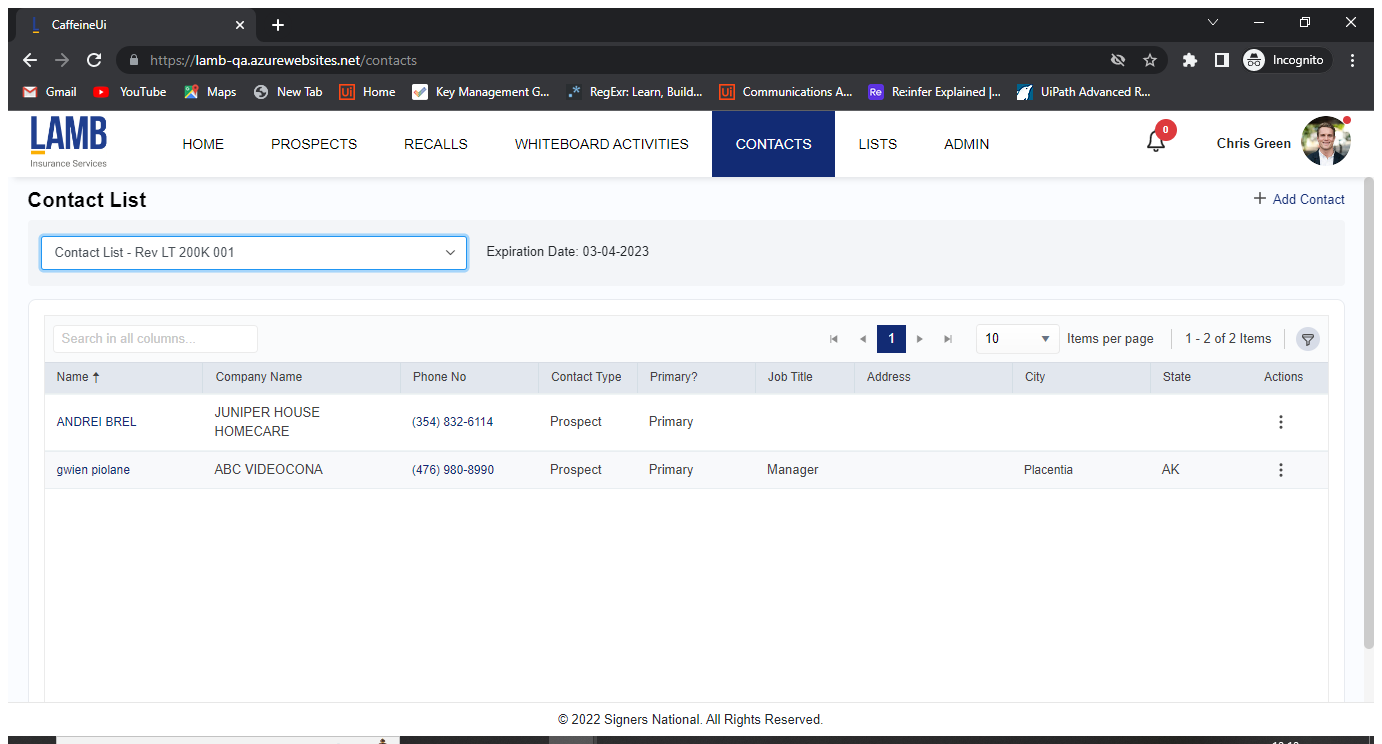 CaffeineUi
https://lamb-qa.azurewebsites.net/contacts
Incognito
Gmail YouTube Maps New Tab Home Key Management G... RegExr: Learn, Build... Communications A... Re:infer Explained |... UiPath Advanced R...
LAMB
Insurance Services
HOME PROSPECTS RECALLS WHITEBOARD ACTIVITIES CONTACTS LISTS ADMIN 0 Chris Green
Contact List + Add Contact
Contact List - Rev LT 200K 001 Expiration Date: 03-04-2023
Search in all columns... 1 10 Items per page 1 - 2 of 2 Items
Name ↑ Company Name Phone No Contact Type Primary? Job Title Address City State Actions
ANDREI BREL JUNIPER HOUSE HOMECARE (354) 832-6114 Prospect Primary
gwien piolane ABC VIDEOCONA (476) 980-8990 Prospect Primary Manager Placentia AK
© 2022 Signers National. All Rights Reserved.